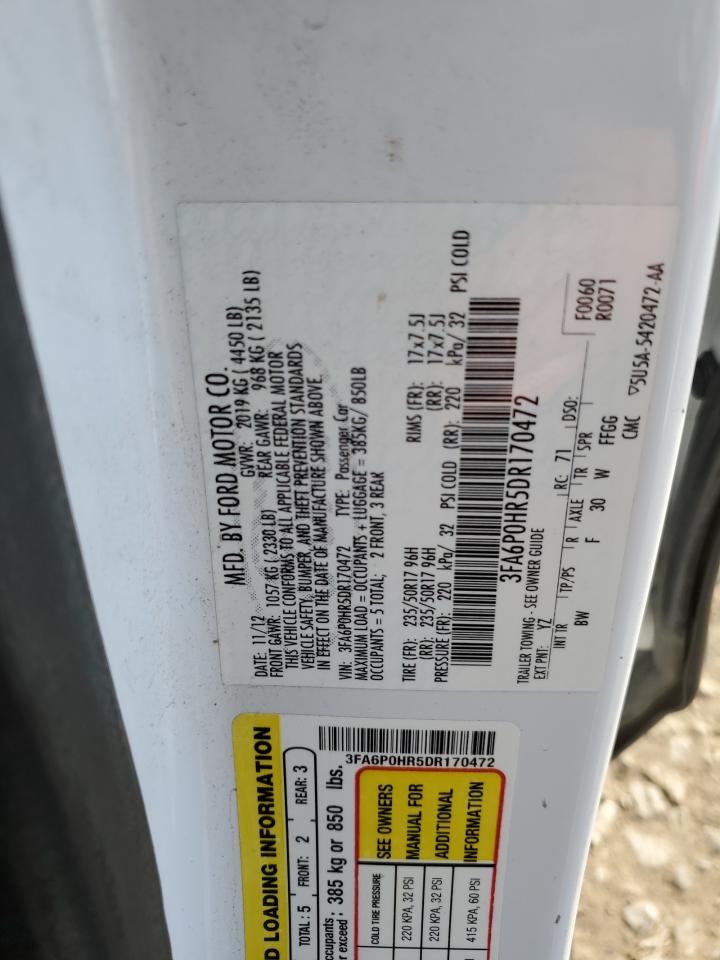 MFD. BY FORD MOTOR CO.
DATE: 11/12 GVWR: 2019 KG ( 4450 LB)
FRONT GAWR: 1057 KG ( 2330 LB) REAR GAWR: 968 KG ( 2135 LB)
THIS VEHICLE CONFORMS TO ALL APPLICABLE FEDERAL MOTOR
VEHICLE SAFETY, BUMPER, AND THEFT PREVENTION STANDARDS
IN EFFECT ON THE DATE OF MANUFACTURE SHOWN ABOVE.
VIN: 3FA6P0HR5DR170472 TYPE: Passenger Car
MAXIMUM LOAD = OCCUPANTS + LUGGAGE = 385KG/ 850LB
OCCUPANTS = 5 TOTAL; 2 FRONT, 3 REAR
TIRE (FR): 235/50R17 96H RIMS (FR): 17x7.5J
(RR): 235/50R17 96H (RR): 17x7.5J
PRESSURE (FR): 220 kPa/ 32 PSI COLD (RR): 220 kPa/ 32 PSI COLD
3FA6P0HR5DR170472
TRAILER TOWING - SEE OWNER GUIDE
EXT PNT: YZ RC: 71 DSO:
INT TR TP/PS R AXLE TR SPR
BW F 30 W FFGG
F0060
R0071
CMC ▽5U5A-5420472-AA
D LOADING INFORMATION
TOTAL: 5 FRONT: 2 REAR: 3
385 kg or 850 lbs.
3FA6P0HR5DR170472
COLD TIRE PRESSURE
220 KPA, 32 PSI
220 KPA, 32 PSI
415 KPA, 60 PSI
SEE OWNERS
MANUAL FOR
ADDITIONAL
INFORMATION